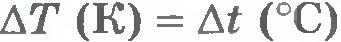 ΔT (К) = Δt (°С)